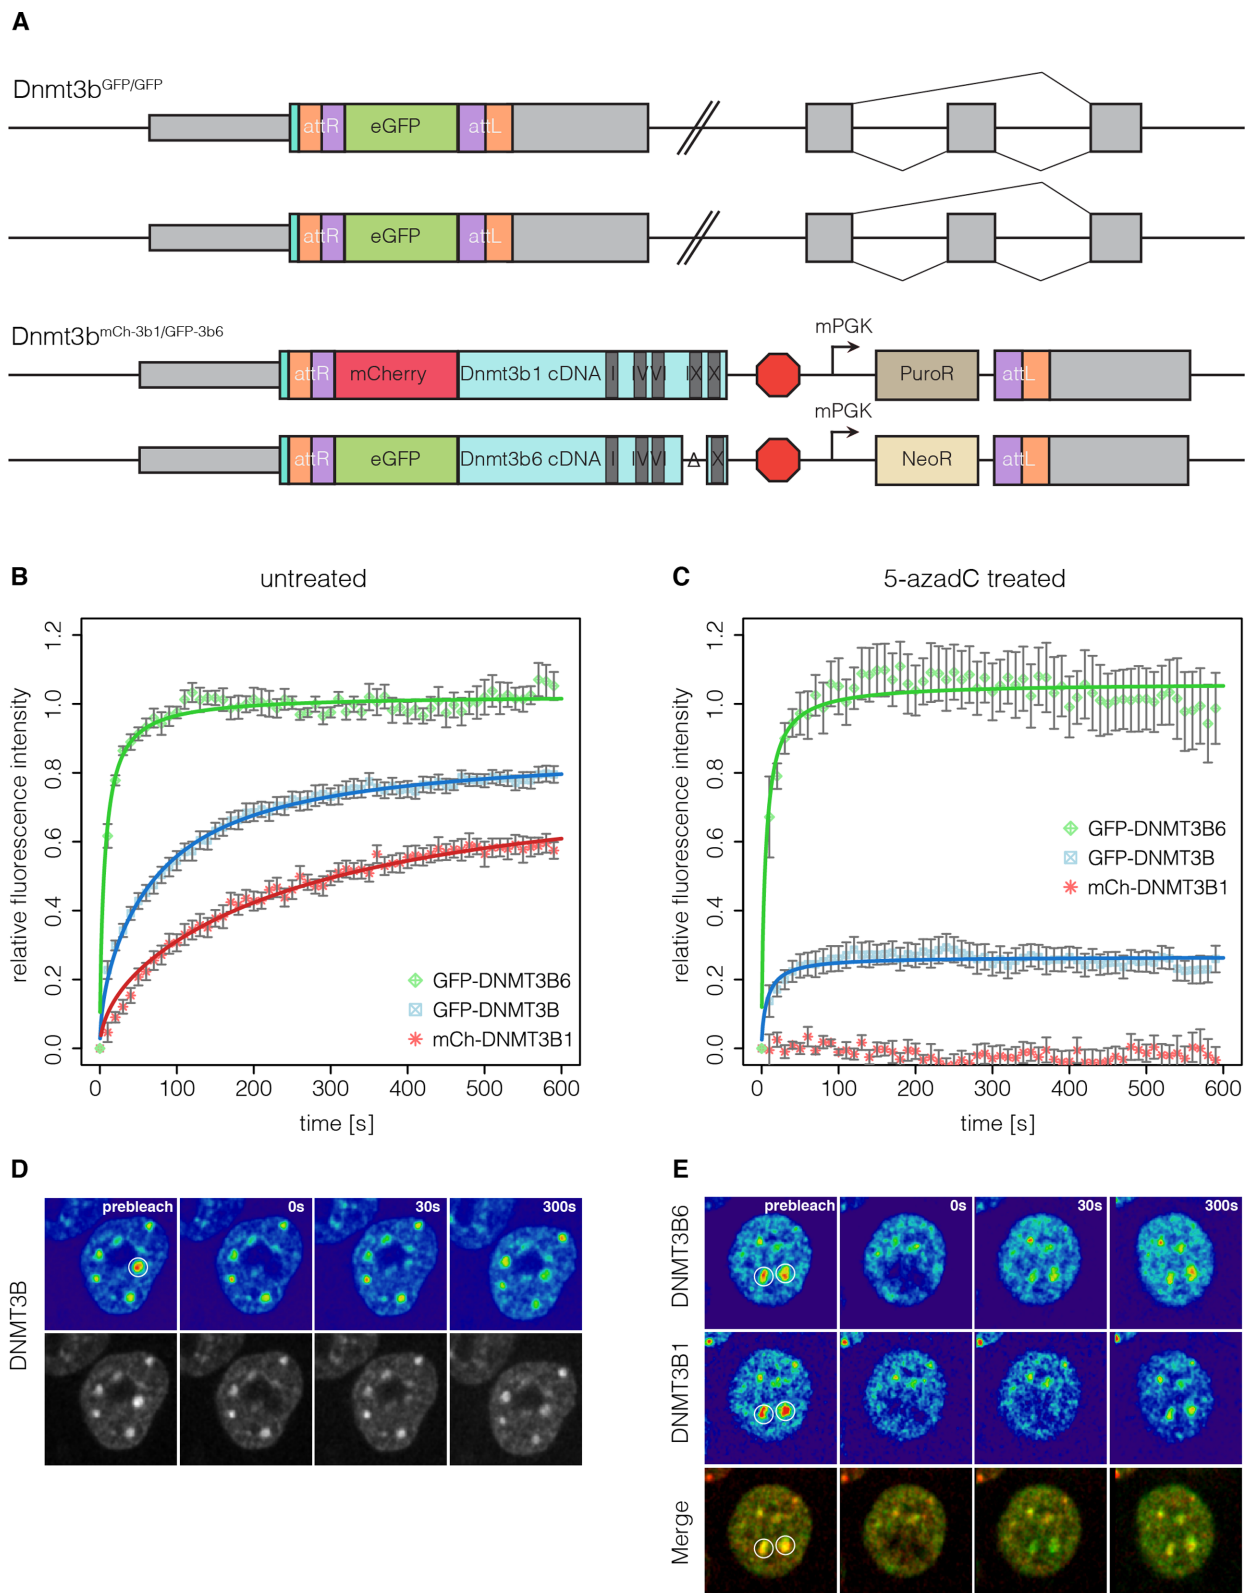 A
Dnmt3bGFP/GFP
attR eGFP attL
attR eGFP attL
Dnmt3bmCh-3b1/GFP-3b6
mPGK
attR mCherry Dnmt3b1 cDNA I IV VI IX X PuroR attL
mPGK
attR eGFP Dnmt3b6 cDNA I IV VI Δ X NeoR attL
B untreated
relative fluorescence intensity
0.0 0.2 0.4 0.6 0.8 1.0 1.2
GFP-DNMT3B6
GFP-DNMT3B
mCh-DNMT3B1
0 100 200 300 400 500 600
time [s]
C 5-azadC treated
relative fluorescence intensity
0.0 0.2 0.4 0.6 0.8 1.0 1.2
GFP-DNMT3B6
GFP-DNMT3B
mCh-DNMT3B1
0 100 200 300 400 500 600
time [s]
D
prebleach 0s 30s 300s
DNMT3B
E
prebleach 0s 30s 300s
DNMT3B6
DNMT3B1
Merge